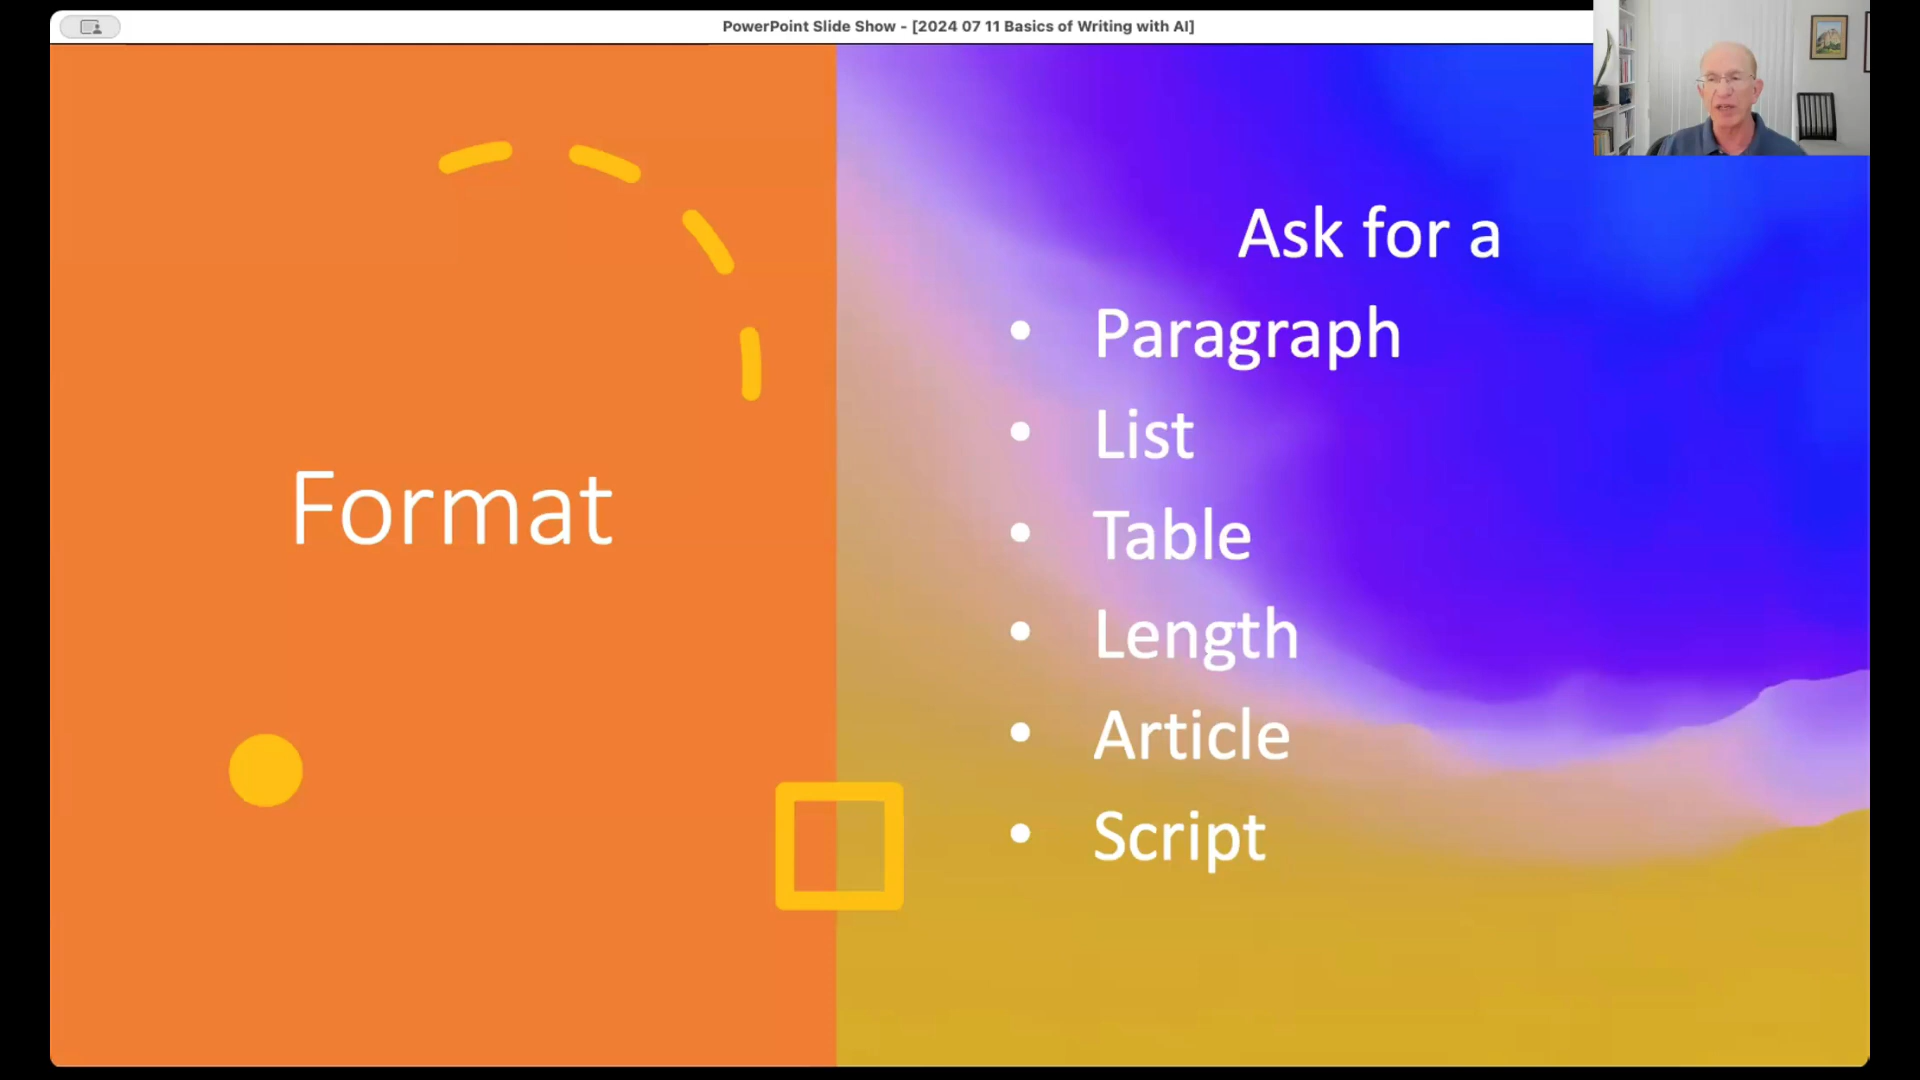 PowerPoint Slide Show - [2024 07 11 Basics of Writing with AI]
Format
Ask for a
• Paragraph
• List
• Table
• Length
• Article
• Script